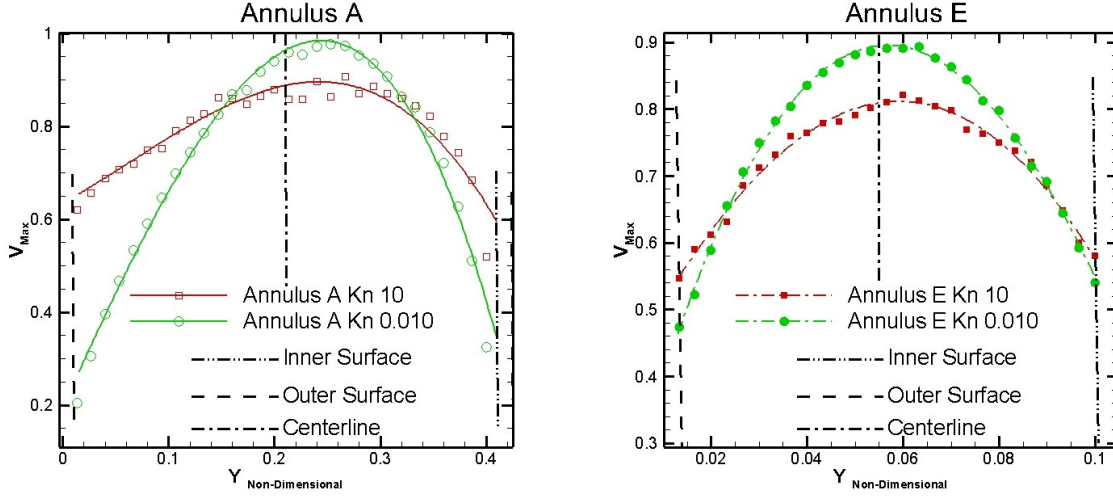 Annulus A
1
0.8
0.6
0.4
0.2
V Max
0
0.1
0.2
0.3
0.4
Y Non-Dimensional
Annulus A Kn 10
Annulus A Kn 0.010
Inner Surface
Outer Surface
Centerline
Annulus E
0.9
0.8
0.7
0.6
0.5
0.4
0.3
V Max
0.02
0.04
0.06
0.08
0.1
Y Non-Dimensional
Annulus E Kn 10
Annulus E Kn 0.010
Inner Surface
Outer Surface
Centerline